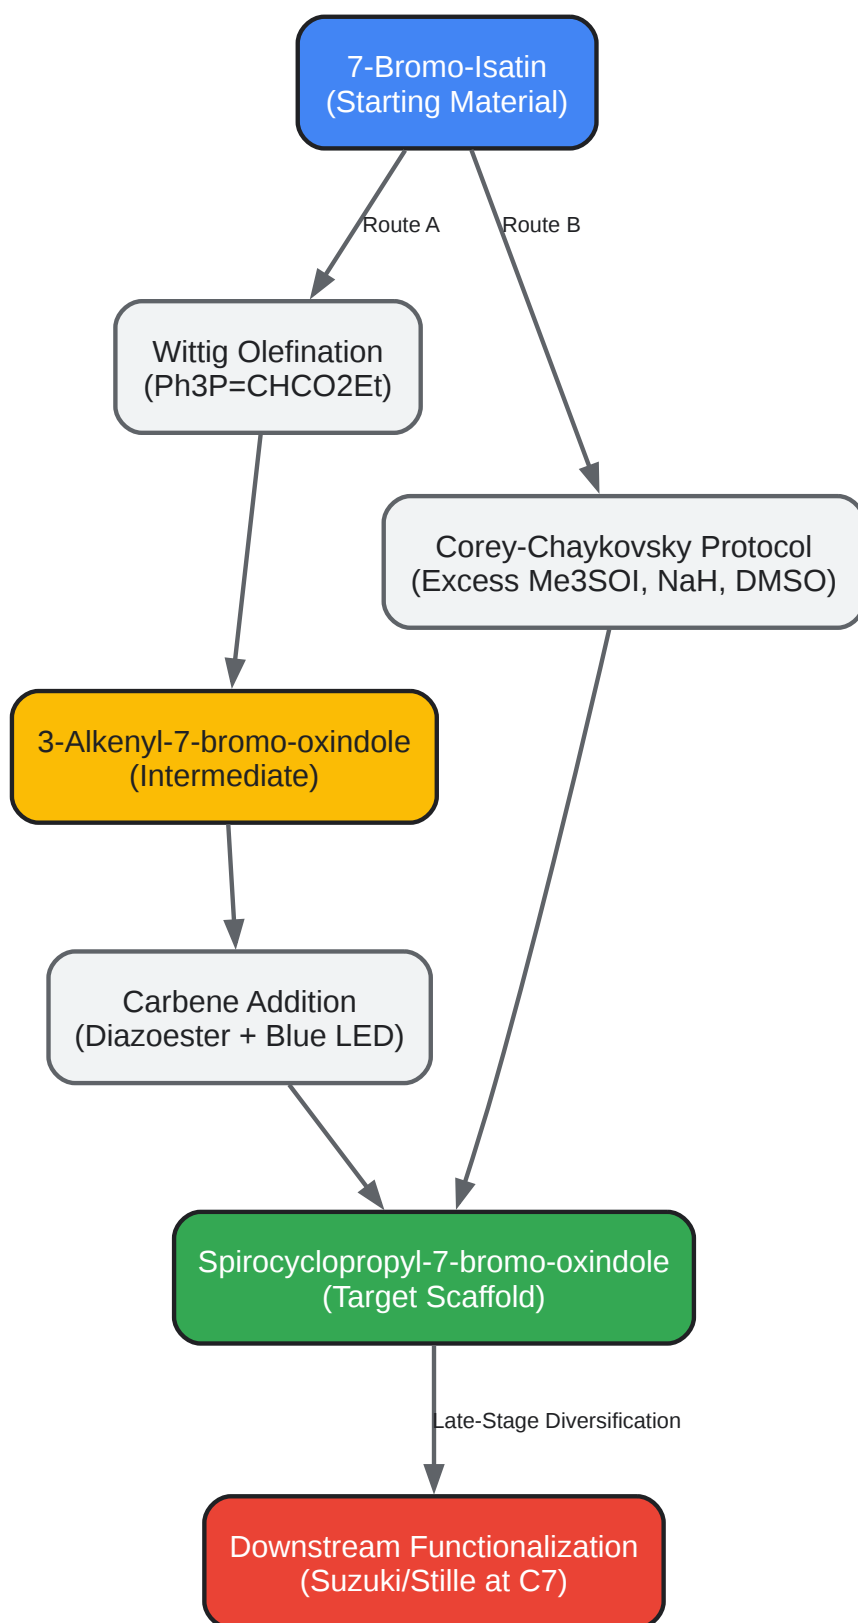 7-Bromo-Isatin
(Starting Material)
Route A
Route B
Wittig Olefination
(Ph3P=CHCO2Et)
Corey-Chaykovsky Protocol
(Excess Me3SOI, NaH, DMSO)
3-Alkenyl-7-bromo-oxindole
(Intermediate)
Carbene Addition
(Diazoester + Blue LED)
Spirocyclopropyl-7-bromo-oxindole
(Target Scaffold)
Late-Stage Diversification
Downstream Functionalization
(Suzuki/Stille at C7)